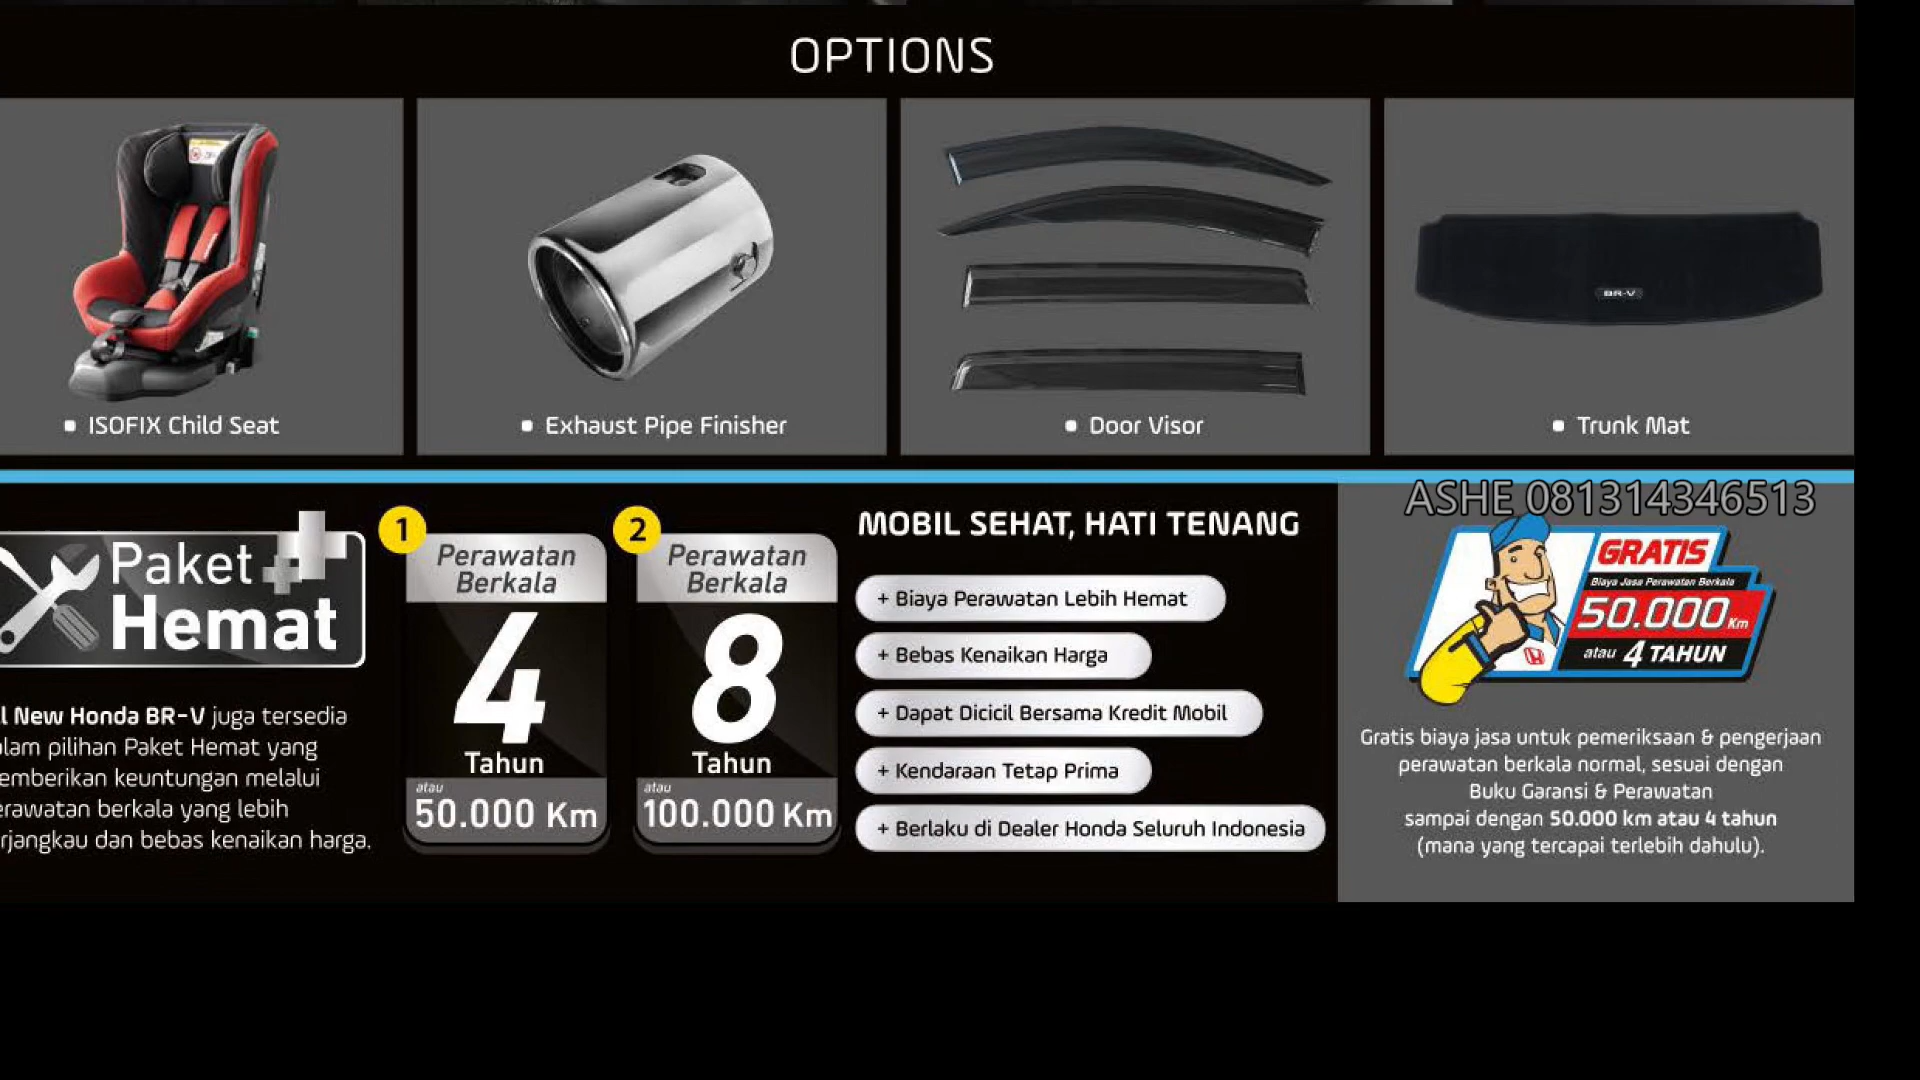 OPTIONS
ISOFIX Child Seat
Exhaust Pipe Finisher
Door Visor
Trunk Mat
BR-V
ASHE 081314346513
Paket
Hemat
l New Honda BR-V juga tersedia
lam pilihan Paket Hemat yang
emberikan keuntungan melalui
erawatan berkala yang lebih
rjangkau dan bebas kenaikan harga.
1
Perawatan
Berkala
4
Tahun
atau
50.000 Km
2
Perawatan
Berkala
8
Tahun
atau
100.000 Km
MOBIL SEHAT, HATI TENANG
+ Biaya Perawatan Lebih Hemat
+ Bebas Kenaikan Harga
+ Dapat Dicicil Bersama Kredit Mobil
+ Kendaraan Tetap Prima
+ Berlaku di Dealer Honda Seluruh Indonesia
GRATIS
Biaya Jasa Perawatan Berkala
50.000 Km
atau 4 TAHUN
Gratis biaya jasa untuk pemeriksaan & pengerjaan
perawatan berkala normal, sesuai dengan
Buku Garansi & Perawatan
sampai dengan 50.000 km atau 4 tahun
(mana yang tercapai terlebih dahulu).